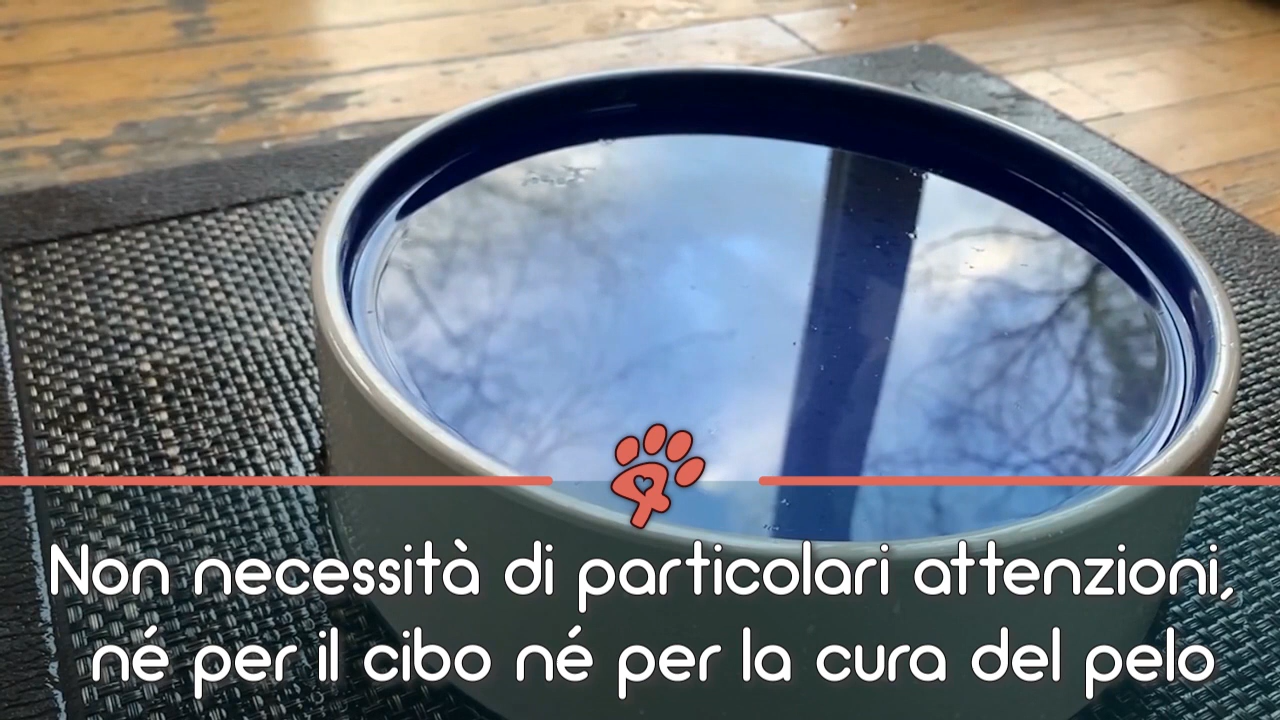 Non necessità di particolari attenzioni,
né per il cibo né per la cura del pelo